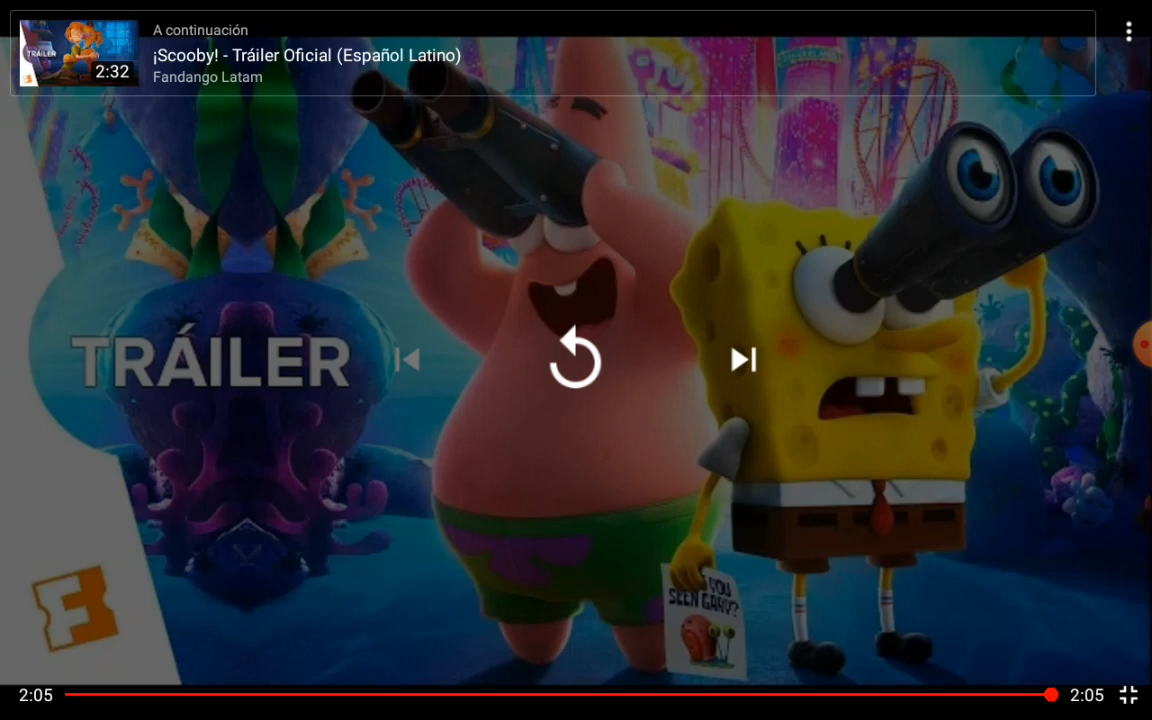 A continuación
¡Scooby! - Tráiler Oficial (Español Latino)
Fandango Latam
TRÁILER
2:32
TRÁILER
YOU
SEEN GARY?
2:05
2:05